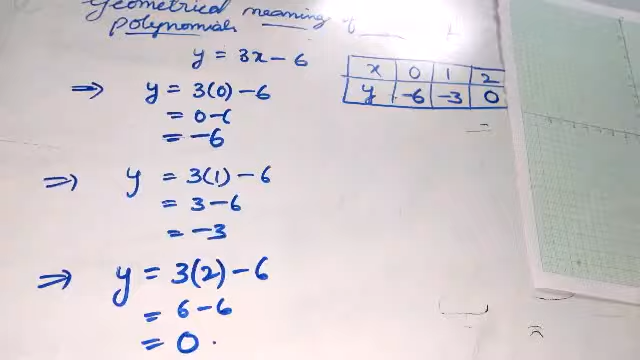 Geometrical meaning of
polynomial
y = 3x - 6
x 0 1 2
y -6 -3 0
⇒ y = 3(0) - 6
= 0 - 6
= -6
⇒ y = 3(1) - 6
= 3 - 6
= -3
⇒ y = 3(2) - 6
= 6 - 6
= 0